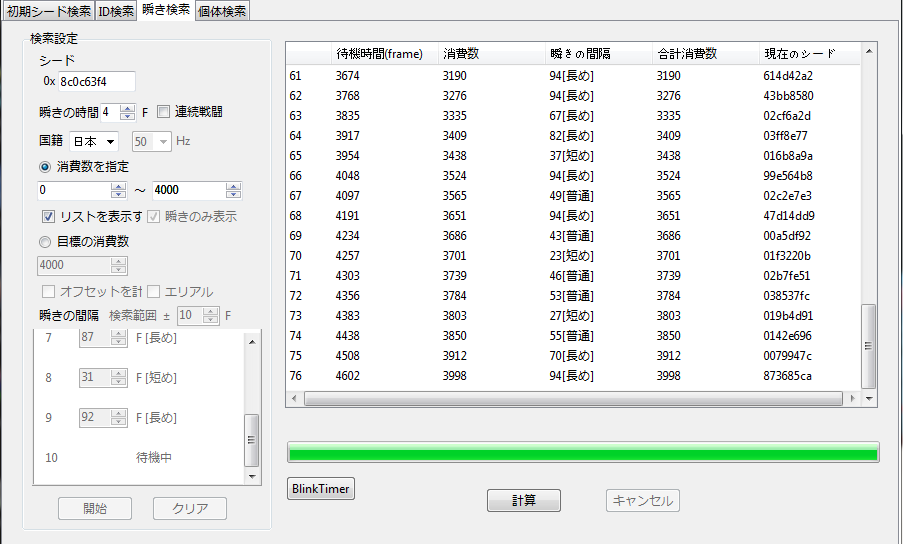 初期シード検索 ID検索 瞬き検索 個体検索
検索設定
シード
0x 8c0c63f4
瞬きの時間 4 F 連続戦闘
国籍 日本 50 Hz
消費数を指定
0 ～ 4000
リストを表示す 瞬きのみ表示
目標の消費数
4000
オフセットを計 エリアル
瞬きの間隔 検索範囲 ± 10 F
7 87 F [長め]
8 31 F [短め]
9 92 F [長め]
10 待機中
開始 クリア
待機時間(frame) 消費数 瞬きの間隔 合計消費数 現在のシード
61 3674 3190 94[長め] 3190 614d42a2
62 3768 3276 94[長め] 3276 43bb8580
63 3835 3335 67[長め] 3335 02cf6a2d
64 3917 3409 82[長め] 3409 03ff8e77
65 3954 3438 37[短め] 3438 016b8a9a
66 4048 3524 94[長め] 3524 99e564b8
67 4097 3565 49[普通] 3565 02c2e7e3
68 4191 3651 94[長め] 3651 47d14dd9
69 4234 3686 43[普通] 3686 00a5df92
70 4257 3701 23[短め] 3701 01f3220b
71 4303 3739 46[普通] 3739 02b7fe51
72 4356 3784 53[普通] 3784 038537fc
73 4383 3803 27[短め] 3803 019b4d91
74 4438 3850 55[普通] 3850 0142e696
75 4508 3912 70[長め] 3912 0079947c
76 4602 3998 94[長め] 3998 873685ca
BlinkTimer
計算 キャンセル